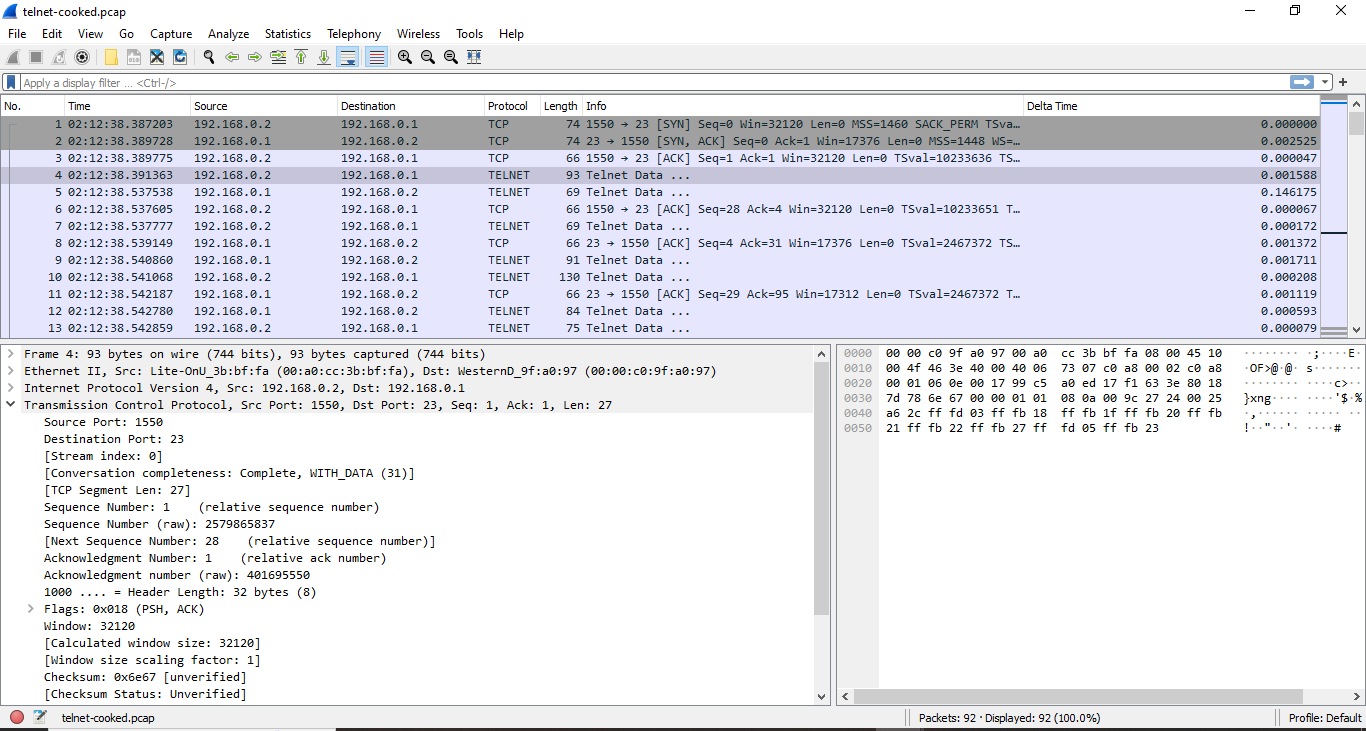 telnet-cooked.pcap
File Edit View Go Capture Analyze Statistics Telephony Wireless Tools Help
Apply a display filter ... <Ctrl-/>
No. Time Source Destination Protocol Length Info Delta Time
1 02:12:38.387203 192.168.0.2 192.168.0.1 TCP 74 1550 → 23 [SYN] Seq=0 Win=32120 Len=0 MSS=1460 SACK_PERM TSva… 0.000000
2 02:12:38.389728 192.168.0.1 192.168.0.2 TCP 74 23 → 1550 [SYN, ACK] Seq=0 Ack=1 Win=17376 Len=0 MSS=1448 WS=… 0.002525
3 02:12:38.389775 192.168.0.2 192.168.0.1 TCP 66 1550 → 23 [ACK] Seq=1 Ack=1 Win=32120 Len=0 TSval=10233636 TS… 0.000047
4 02:12:38.391363 192.168.0.2 192.168.0.1 TELNET 93 Telnet Data ... 0.001588
5 02:12:38.537538 192.168.0.1 192.168.0.2 TELNET 69 Telnet Data ... 0.146175
6 02:12:38.537605 192.168.0.2 192.168.0.1 TCP 66 1550 → 23 [ACK] Seq=28 Ack=4 Win=32120 Len=0 TSval=10233651 T… 0.000067
7 02:12:38.537777 192.168.0.2 192.168.0.1 TELNET 69 Telnet Data ... 0.000172
8 02:12:38.539149 192.168.0.1 192.168.0.2 TCP 66 23 → 1550 [ACK] Seq=4 Ack=31 Win=17376 Len=0 TSval=2467372 TS… 0.001372
9 02:12:38.540860 192.168.0.1 192.168.0.2 TELNET 91 Telnet Data ... 0.001711
10 02:12:38.541068 192.168.0.2 192.168.0.1 TELNET 130 Telnet Data ... 0.000208
11 02:12:38.542187 192.168.0.1 192.168.0.2 TCP 66 23 → 1550 [ACK] Seq=29 Ack=95 Win=17312 Len=0 TSval=2467372 T… 0.001119
12 02:12:38.542780 192.168.0.1 192.168.0.2 TELNET 84 Telnet Data ... 0.000593
13 02:12:38.542859 192.168.0.2 192.168.0.1 TELNET 75 Telnet Data ... 0.000079
Frame 4: 93 bytes on wire (744 bits), 93 bytes captured (744 bits)
Ethernet II, Src: Lite-OnU_3b:bf:fa (00:a0:cc:3b:bf:fa), Dst: WesternD_9f:a0:97 (00:00:c0:9f:a0:97)
Internet Protocol Version 4, Src: 192.168.0.2, Dst: 192.168.0.1
Transmission Control Protocol, Src Port: 1550, Dst Port: 23, Seq: 1, Ack: 1, Len: 27
Source Port: 1550
Destination Port: 23
[Stream index: 0]
[Conversation completeness: Complete, WITH_DATA (31)]
[TCP Segment Len: 27]
Sequence Number: 1 (relative sequence number)
Sequence Number (raw): 2579865837
[Next Sequence Number: 28 (relative sequence number)]
Acknowledgment Number: 1 (relative ack number)
Acknowledgment number (raw): 401695550
1000 .... = Header Length: 32 bytes (8)
Flags: 0x018 (PSH, ACK)
Window: 32120
[Calculated window size: 32120]
[Window size scaling factor: 1]
Checksum: 0x6e67 [unverified]
[Checksum Status: Unverified]
0000 00 00 c0 9f a0 97 00 a0 cc 3b bf fa 08 00 45 10 ········ ·;····E·
0010 00 4f 46 3e 40 00 40 06 73 07 c0 a8 00 02 c0 a8 ·OF>@·@· s·······
0020 00 01 06 0e 00 17 99 c5 a0 ed 17 f1 63 3e 80 18 ········ ····c>··
0030 7d 78 6e 67 00 00 01 01 08 0a 00 9c 27 24 00 25 }xng···· ····'$·%
0040 a6 2c ff fd 03 ff fb 18 ff fb 1f ff fb 20 ff fb ·,······ ····· ··
0050 21 ff fb 22 ff fb 27 ff fd 05 ff fb 23 !··"··'· ····#
telnet-cooked.pcap Packets: 92 · Displayed: 92 (100.0%) Profile: Default